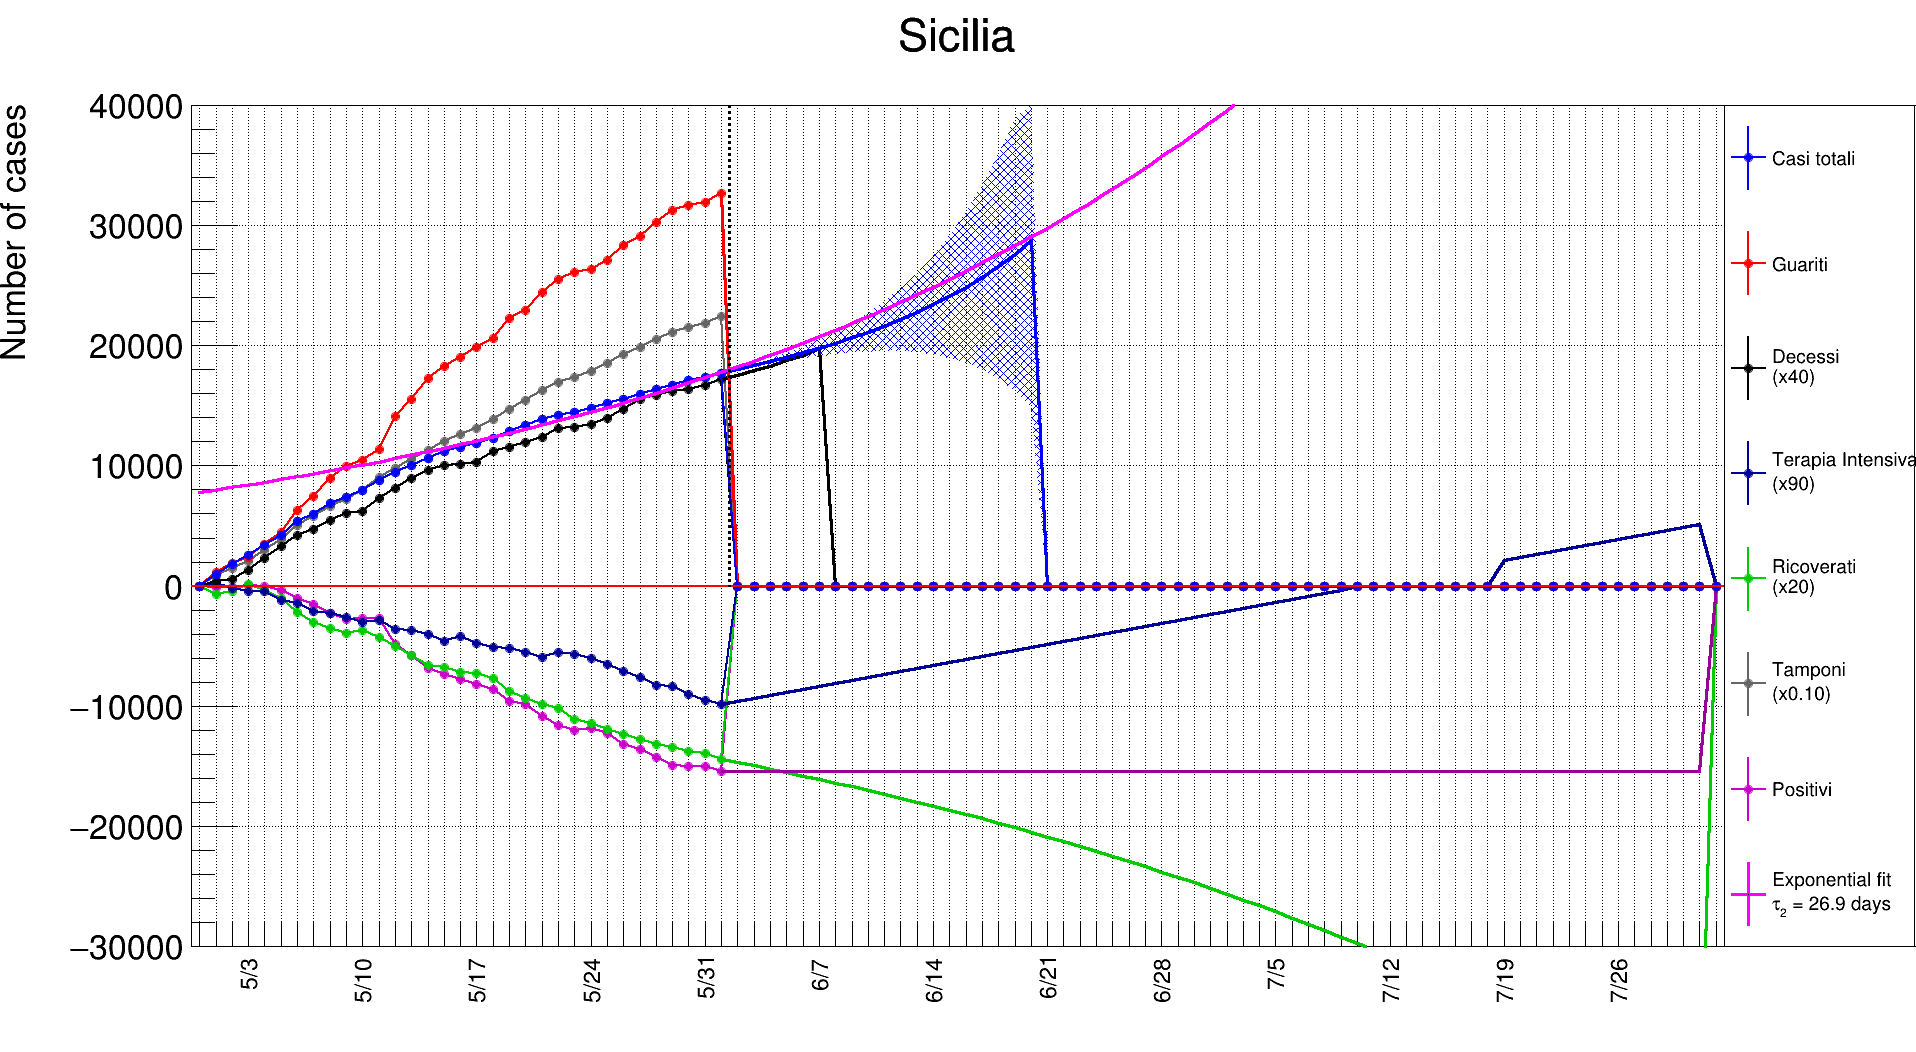 Sicilia
Number of cases
40000
30000
20000
10000
0
−10000
−20000
−30000
5/3
5/10
5/17
5/24
5/31
6/7
6/14
6/21
6/28
7/5
7/12
7/19
7/26
Casi totali
Guariti
Decessi
(x40)
Terapia Intensiva
(x90)
Ricoverati
(x20)
Tamponi
(x0.10)
Positivi
Exponential fit
τ2 = 26.9 days